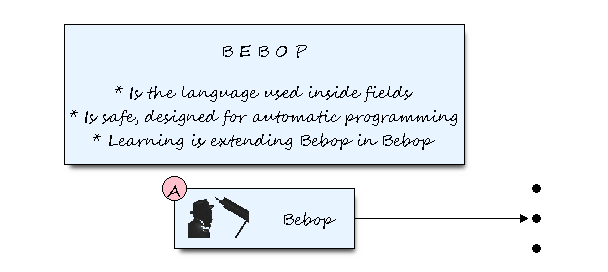 B E B O P
* Is the language used inside fields
* Is safe, designed for automatic programming
* Learning is extending Bebop in Bebop
A
Bebop